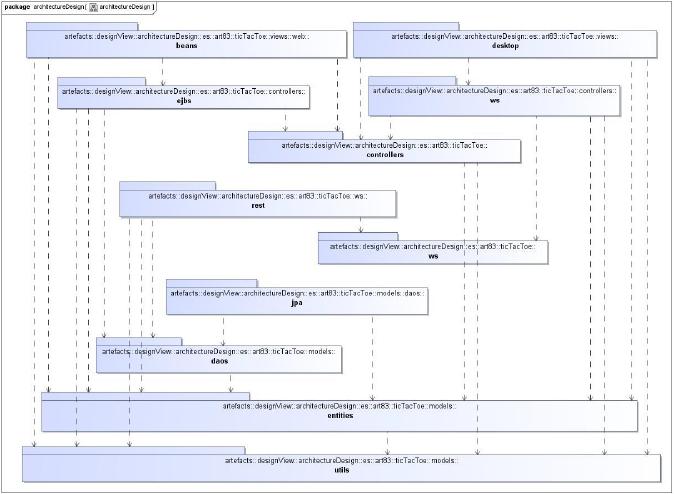 package architectureDesign[ architectureDesign ]
artefacts::designView::architectureDesign::es::art83::ticTacToe::views::web::
beans
artefacts::designView::architectureDesign::es::art83::ticTacToe::views::
desktop
artefacts::designView::architectureDesign::es::art83::ticTacToe::controllers::
ejbs
artefacts::designView::architectureDesign::es::art83::ticTacToe::controllers::
ws
artefacts::designView::architectureDesign::es::art83::ticTacToe::
controllers
artefacts::designView::architectureDesign::es::art83::ticTacToe::ws::
rest
artefacts::designView::architectureDesign::es::art83::ticTacToe::
ws
artefacts::designView::architectureDesign::es::art83::ticTacToe::models::daos::
jpa
artefacts::designView::architectureDesign::es::art83::ticTacToe::models::
daos
artefacts::designView::architectureDesign::es::art83::ticTacToe::models::
entities
artefacts::designView::architectureDesign::es::art83::ticTacToe::models::
utils